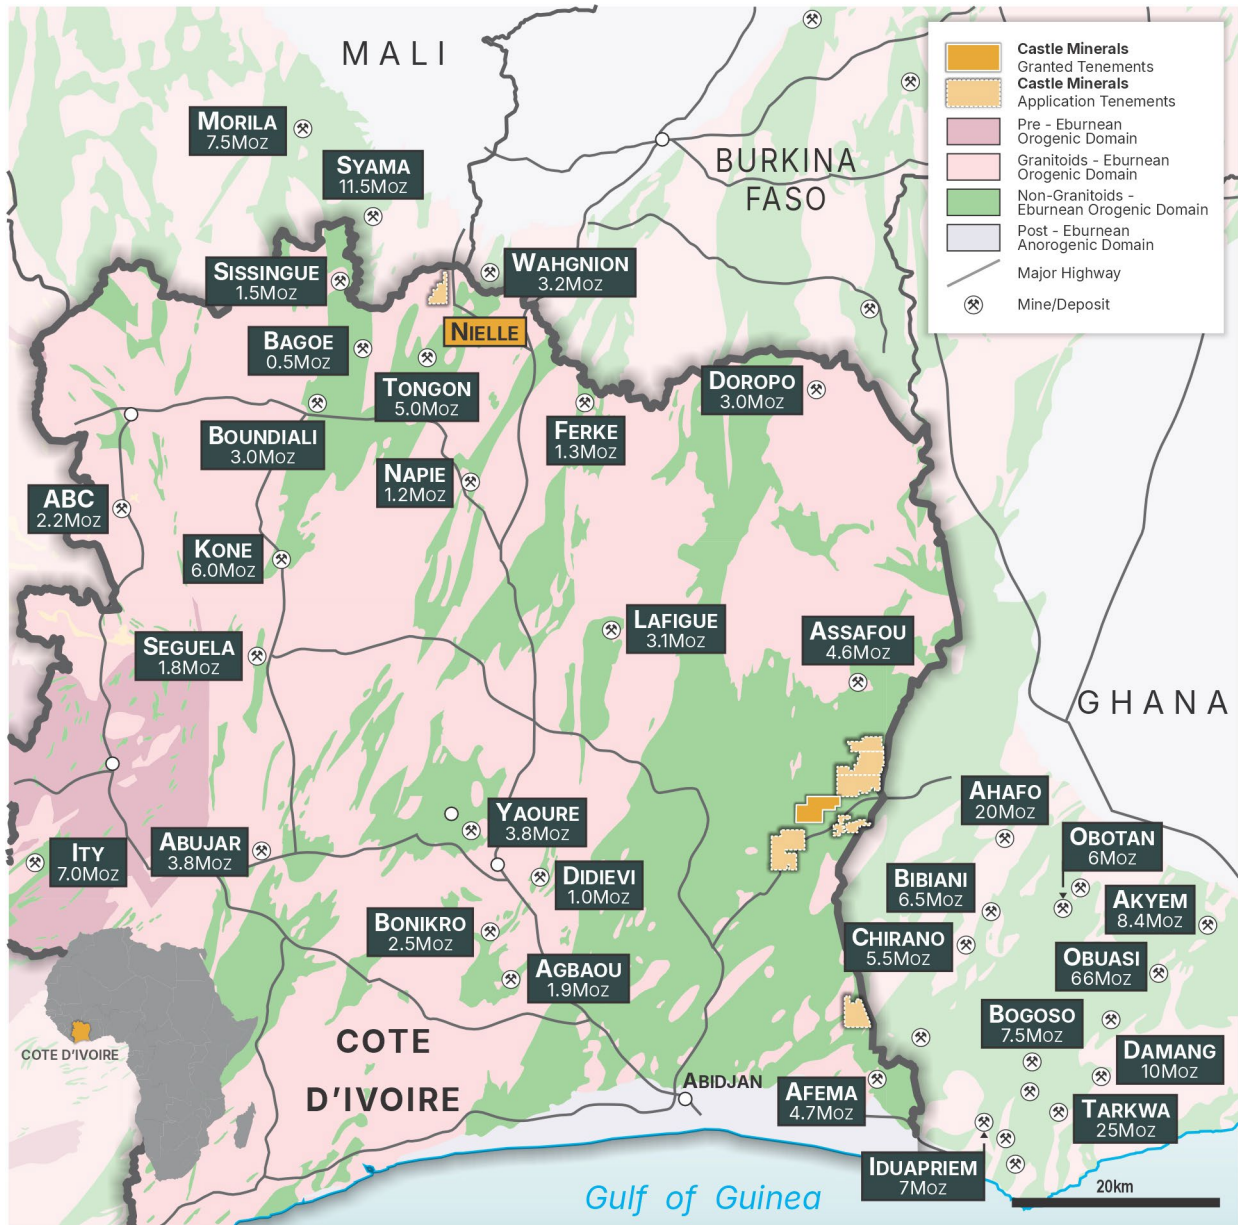 MALI
Castle Minerals
Granted Tenements
Castle Minerals
Application Tenements
Pre - Eburnean
Orogenic Domain
Granitoids - Eburnean
Orogenic Domain
Non-Granitoids -
Eburnean Orogenic Domain
Post - Eburnean
Anorogenic Domain
Major Highway
Mine/Deposit
MORILA
7.5MOZ
SYAMA
11.5MOZ
BURKINA
FASO
SISSINGUE
1.5MOZ
WAHGNION
3.2MOZ
NIELLE
BAGOE
0.5MOZ
TONGON
5.0MOZ
DOROPO
3.0MOZ
BOUNDIALI
3.0MOZ
FERKE
1.3MOZ
NAPIE
1.2MOZ
ABC
2.2MOZ
KONE
6.0MOZ
LAFIGUE
3.1MOZ
ASSAFOU
4.6MOZ
SEGUELA
1.8MOZ
GHANA
AHAFO
20MOZ
YAOURE
3.8MOZ
ABUJAR
3.8MOZ
ITY
7.0MOZ
OBOTAN
6MOZ
DIDIEVI
1.0MOZ
BIBIANI
6.5MOZ
AKYEM
8.4MOZ
BONIKRO
2.5MOZ
CHIRANO
5.5MOZ
OBUASI
66MOZ
AGBAOU
1.9MOZ
BOGOSO
7.5MOZ
COTE
D'IVOIRE
COTE D'IVOIRE
DAMANG
10MOZ
ABIDJAN
AFEMA
4.7MOZ
TARKWA
25MOZ
IDUAPRIEM
7MOZ
Gulf of Guinea
20km